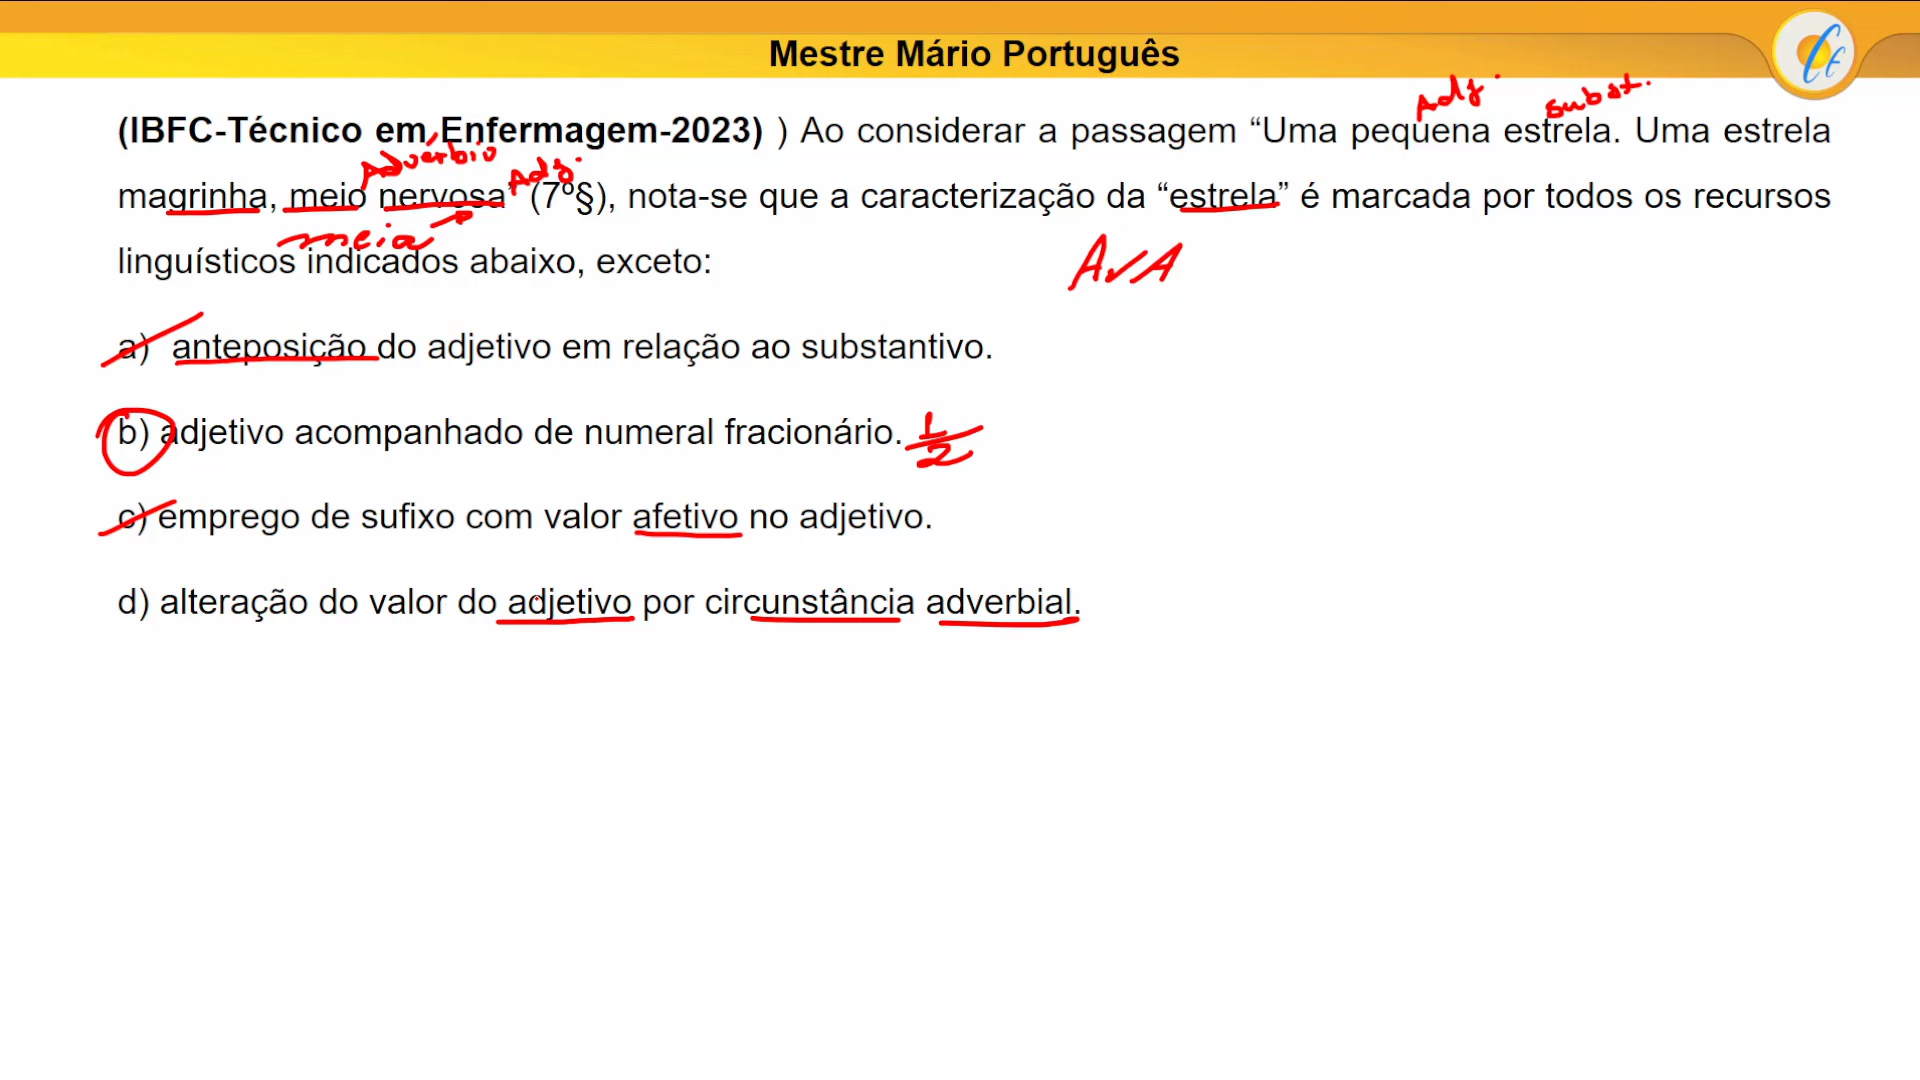 Mestre Mário Português
Adj. subst.
(IBFC-Técnico em Enfermagem-2023) ) Ao considerar a passagem “Uma pequena estrela. Uma estrela
Advérbio Adj.
magrinha, meio nervosa” (7º§), nota-se que a caracterização da “estrela” é marcada por todos os recursos
meia
linguísticos indicados abaixo, exceto:
a) anteposição do adjetivo em relação ao substantivo.
b) adjetivo acompanhado de numeral fracionário. 1/2
c) emprego de sufixo com valor afetivo no adjetivo.
d) alteração do valor do adjetivo por circunstância adverbial.